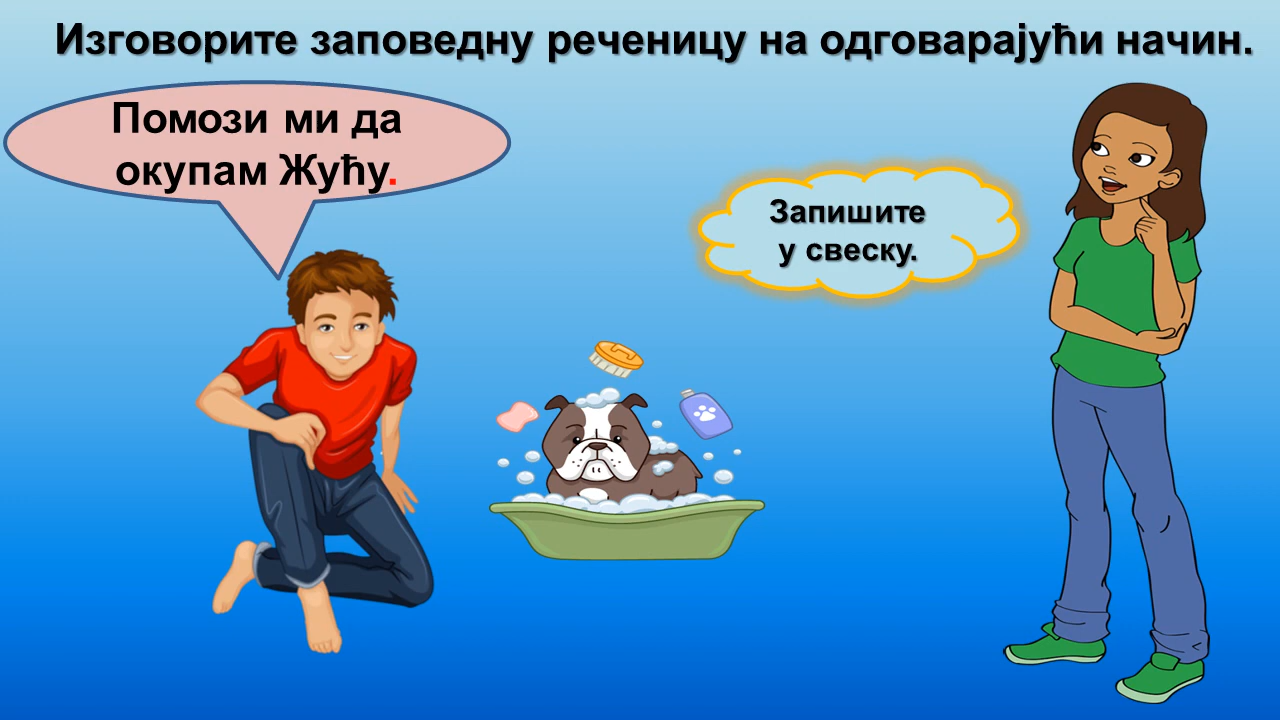 Изговорите заповедну реченицу на одговарајући начин.
Помози ми да
окупам Жућу.
Запишите
у свеску.